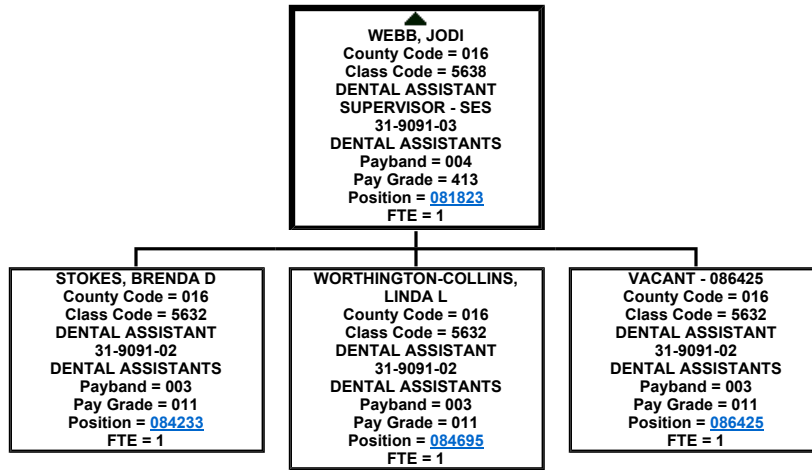 WEBB, JODI
County Code = 016
Class Code = 5638
DENTAL ASSISTANT
SUPERVISOR - SES
31-9091-03
DENTAL ASSISTANTS
Payband = 004
Pay Grade = 413
Position = 081823
FTE = 1
STOKES, BRENDA D
County Code = 016
Class Code = 5632
DENTAL ASSISTANT
31-9091-02
DENTAL ASSISTANTS
Payband = 003
Pay Grade = 011
Position = 084233
FTE = 1
WORTHINGTON-COLLINS,
LINDA L
County Code = 016
Class Code = 5632
DENTAL ASSISTANT
31-9091-02
DENTAL ASSISTANTS
Payband = 003
Pay Grade = 011
Position = 084695
FTE = 1
VACANT - 086425
County Code = 016
Class Code = 5632
DENTAL ASSISTANT
31-9091-02
DENTAL ASSISTANTS
Payband = 003
Pay Grade = 011
Position = 086425
FTE = 1